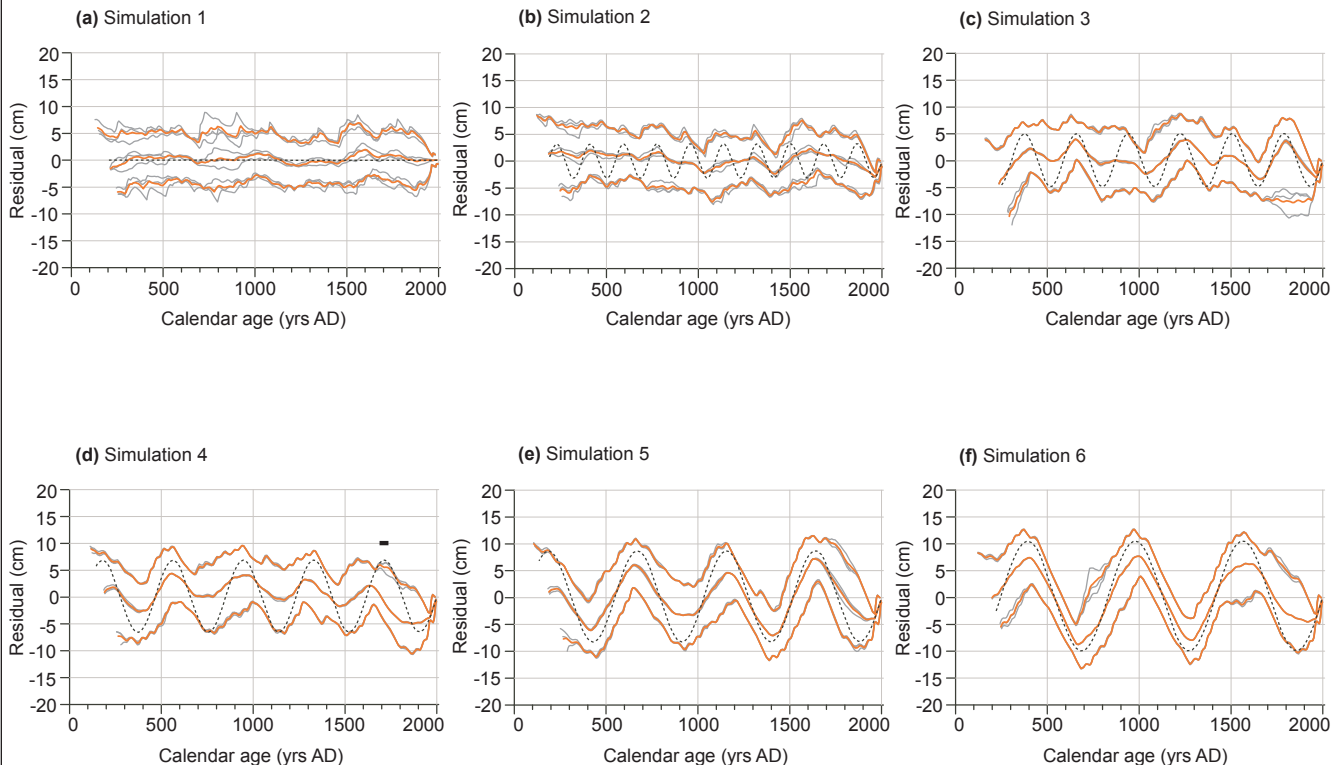 (a) Simulation 1
(b) Simulation 2
(c) Simulation 3
20
15
10
5
0
-5
-10
-15
-20
Residual (cm)
0 500 1000 1500 2000
Calendar age (yrs AD)
20
15
10
5
0
-5
-10
-15
-20
Residual (cm)
0 500 1000 1500 2000
Calendar age (yrs AD)
20
15
10
5
0
-5
-10
-15
-20
Residual (cm)
0 500 1000 1500 2000
Calendar age (yrs AD)
(d) Simulation 4
(e) Simulation 5
(f) Simulation 6
20
15
10
5
0
-5
-10
-15
-20
Residual (cm)
0 500 1000 1500 2000
Calendar age (yrs AD)
20
15
10
5
0
-5
-10
-15
-20
Residual (cm)
0 500 1000 1500 2000
Calendar age (yrs AD)
20
15
10
5
0
-5
-10
-15
-20
Residual (cm)
0 500 1000 1500 2000
Calendar age (yrs AD)